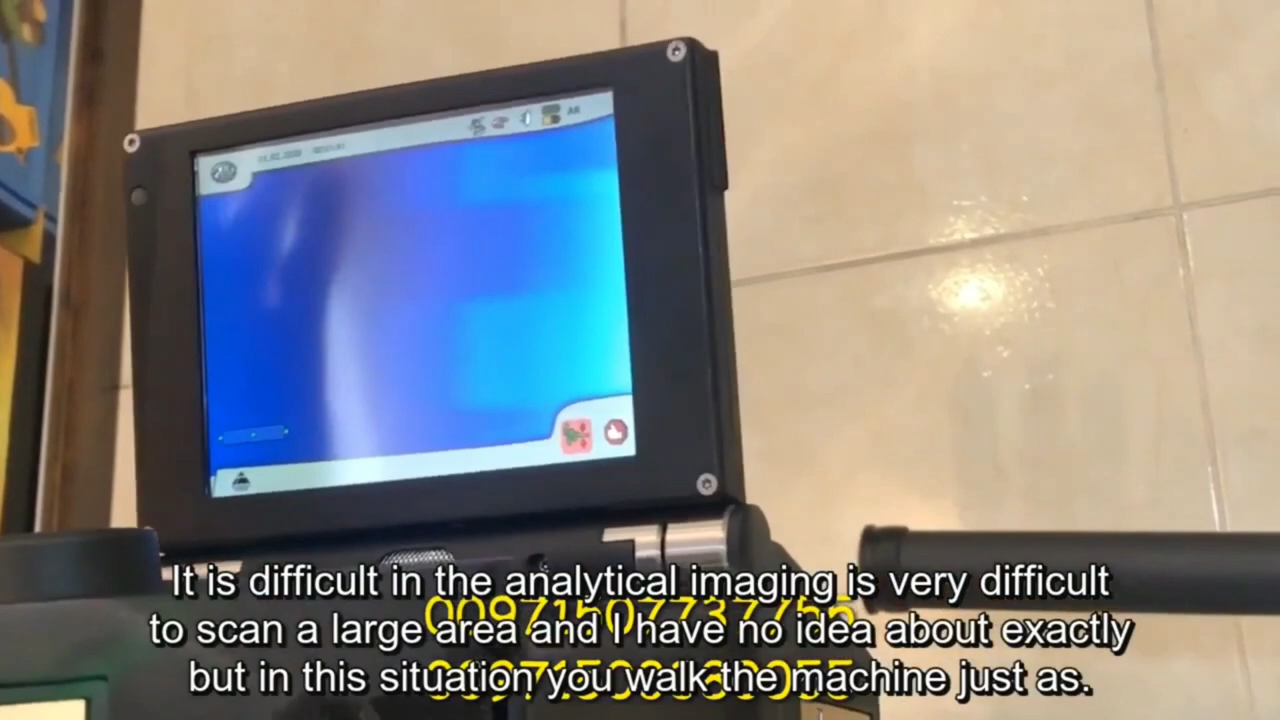 It is difficult in the analytical imaging is very difficult
to scan a large area and I have no idea about exactly
but in this situation you walk the machine just as.